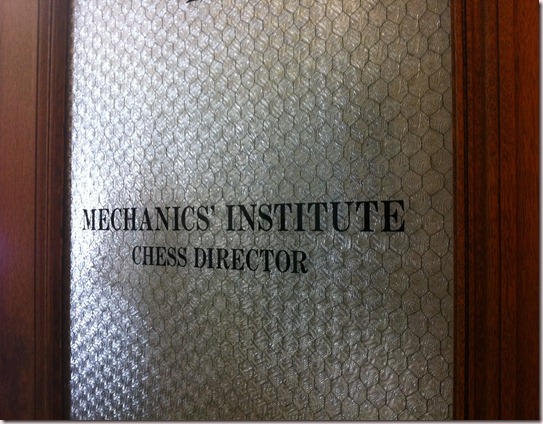 MECHANICS' INSTITUTE
CHESS DIRECTOR